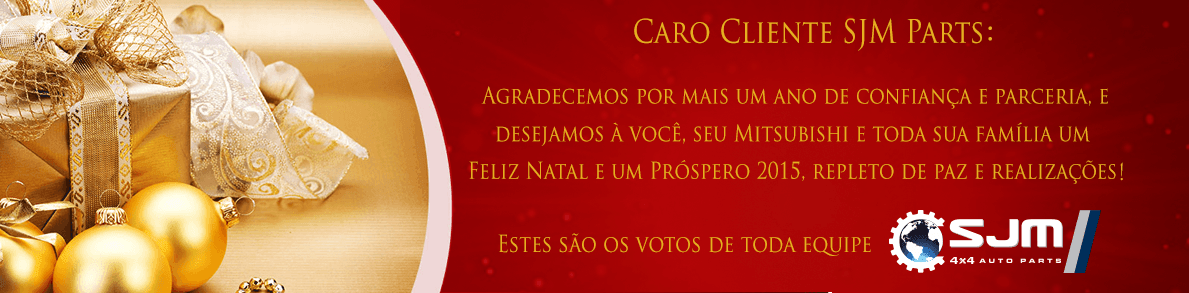 Caro Cliente SJM Parts:
Agradecemos por mais um ano de confiança e parceria, e
desejamos à você, seu Mitsubishi e toda sua família um
Feliz Natal e um Próspero 2015, repleto de paz e realizações!
Estes são os votos de toda equipe
SJM
4x4 AUTO PARTS